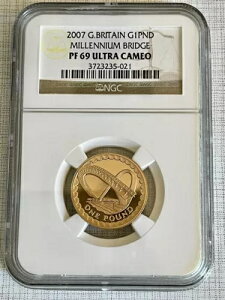 2007 G.BRITAIN G1PND
MILLENNIUM BRIDGE
PF 69 ULTRA CAMEO
3723235-021
NGC
ONE POUND